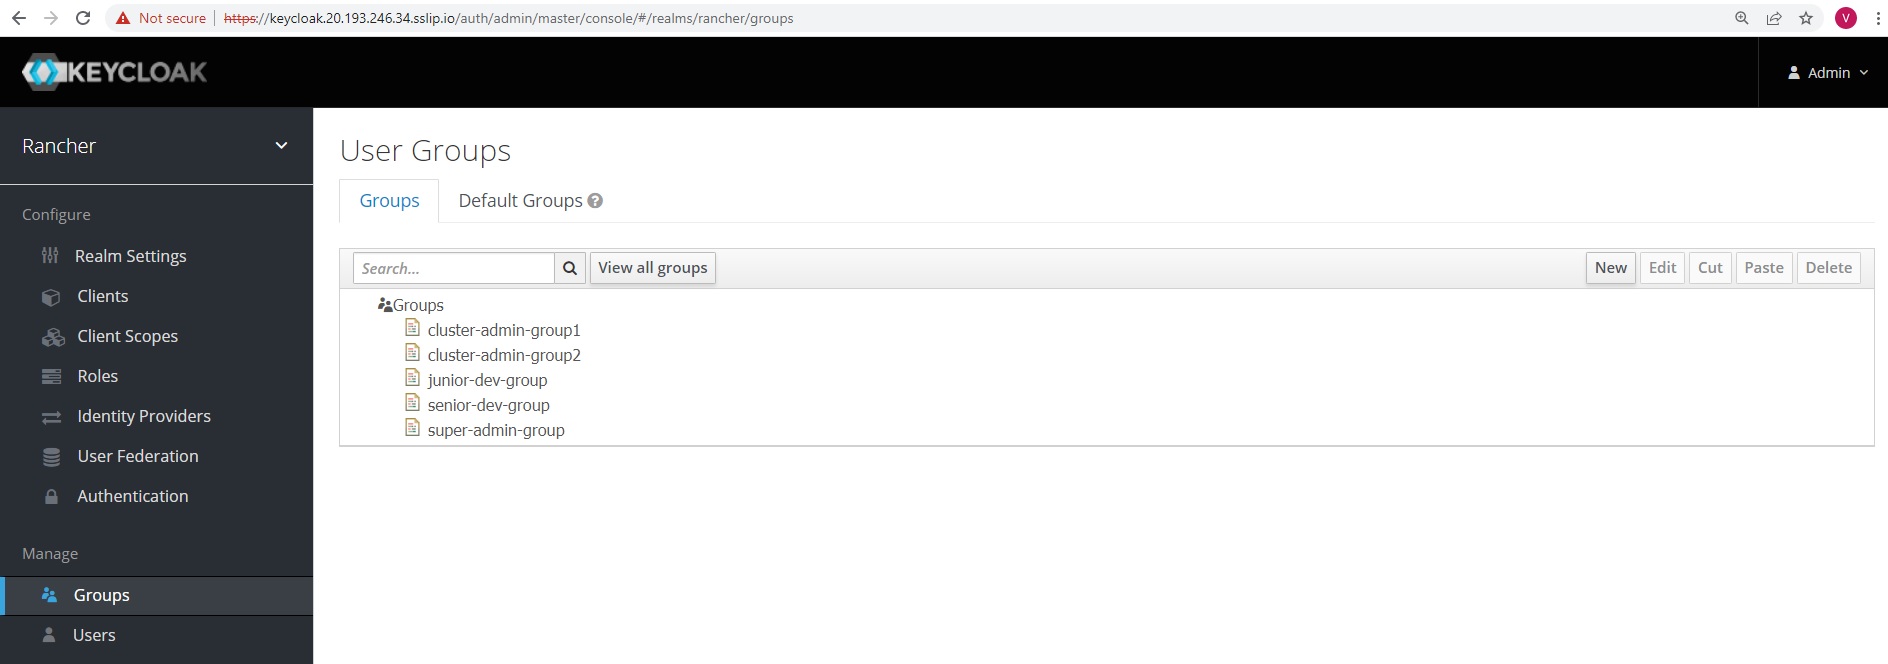 Not secure https://keycloak.20.193.246.34.sslip.io/auth/admin/master/console/#/realms/rancher/groups V
KEYCLOAK Admin
Rancher
Configure
Realm Settings
Clients
Client Scopes
Roles
Identity Providers
User Federation
Authentication
Manage
Groups
Users
User Groups
Groups Default Groups ?
Search... View all groups New Edit Cut Paste Delete
Groups
cluster-admin-group1
cluster-admin-group2
junior-dev-group
senior-dev-group
super-admin-group